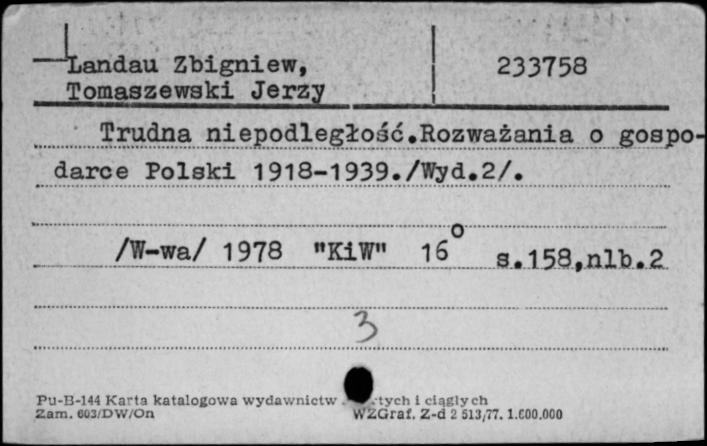 Landau Zbigniew, 233758
Tomaszewski Jerzy
Trudna niepodległość.Rozważania o gospo-
darce Polski 1918-1939./Wyd.2/.
/W-wa/ 1978 "KiW" 16° s.158,nlb.2
3
Pu-B-144 Karta katalogowa wydawnictw i ciągłych
Zam. 603/DW/On WZGraf. Z-d 2 513/77. 1.600.000